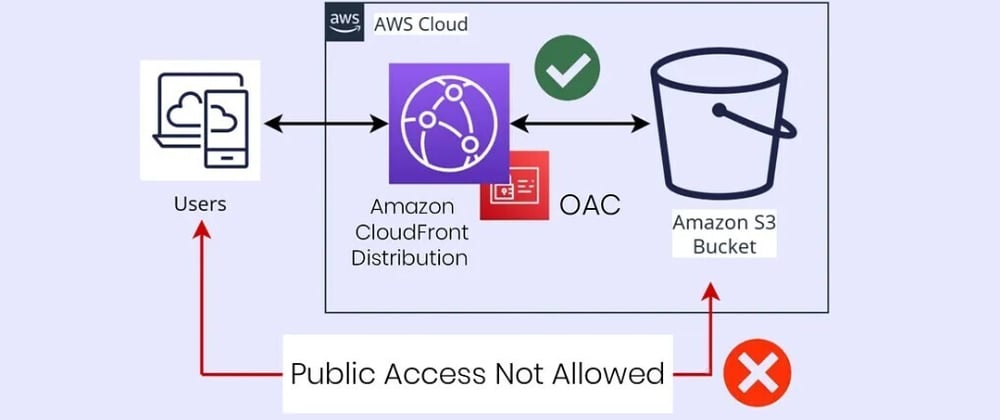 aws
AWS Cloud
Users
Amazon
CloudFront
Distribution
OAC
Amazon S3
Bucket
Public Access Not Allowed